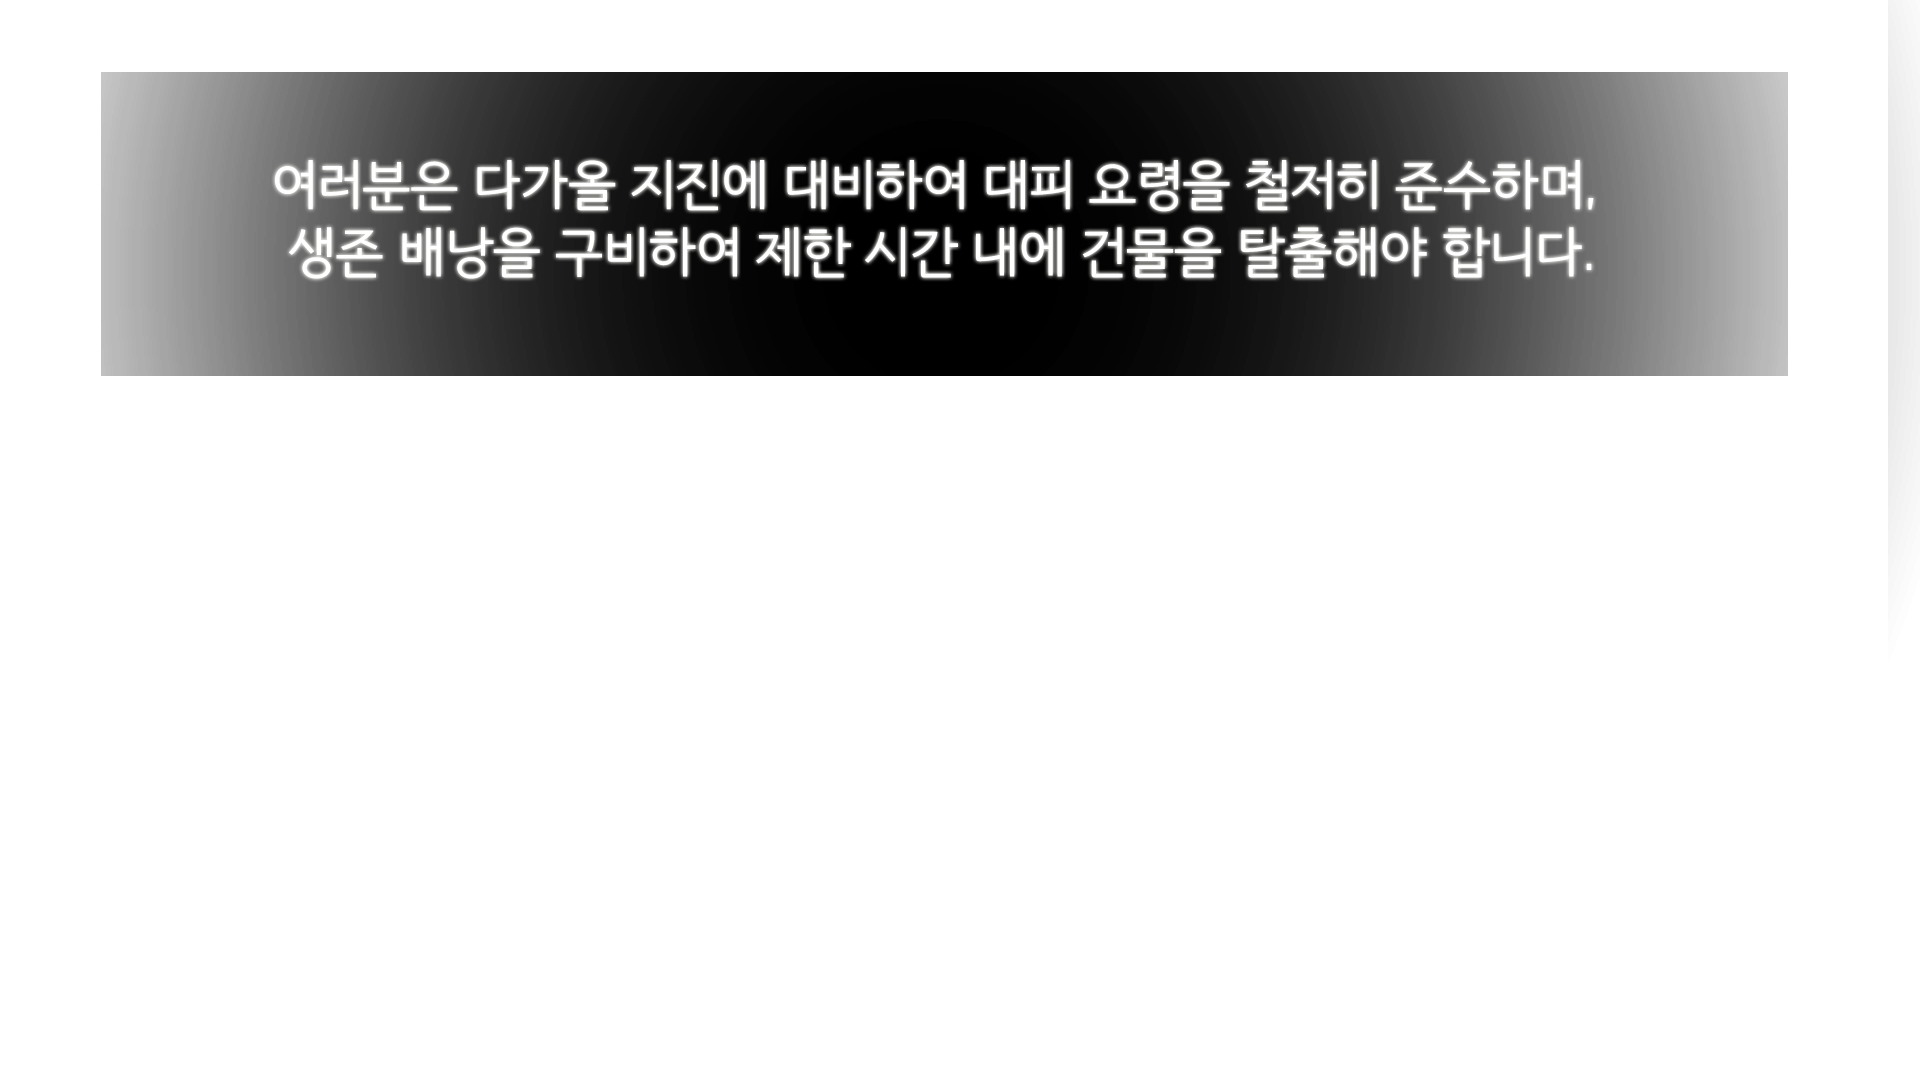 여러분은 다가올 지진에 대비하여 대피 요령을 철저히 준수하며,
생존 배낭을 구비하여 제한 시간 내에 건물을 탈출해야 합니다.